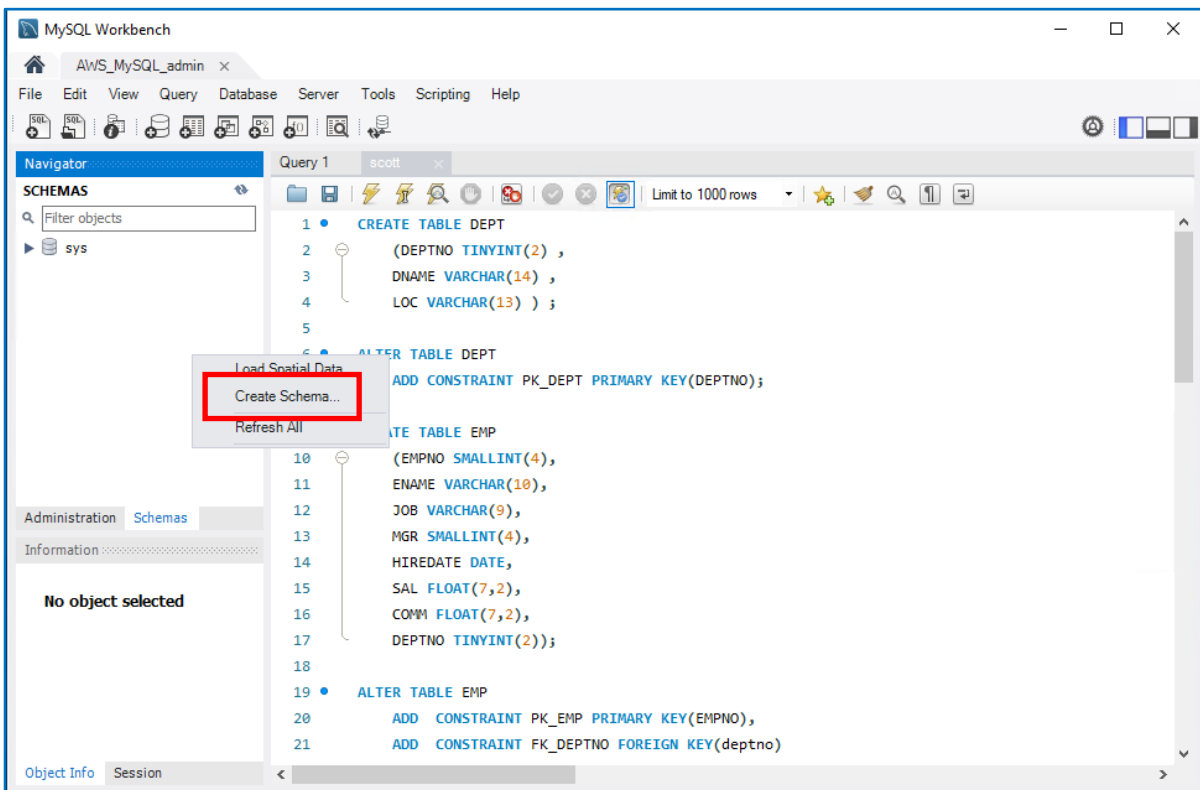 MySQL Workbench
AWS_MySQL_admin
File Edit View Query Database Server Tools Scripting Help
Navigator
SCHEMAS
Filter objects
sys
Load Spatial Data
Create Schema...
Refresh All
Administration Schemas
Information
No object selected
Object Info Session
Query 1 scott
Limit to 1000 rows
1 CREATE TABLE DEPT
2 (DEPTNO TINYINT(2) ,
3 DNAME VARCHAR(14) ,
4 LOC VARCHAR(13) ) ;
5
6 ALTER TABLE DEPT
ADD CONSTRAINT PK_DEPT PRIMARY KEY(DEPTNO);
ATE TABLE EMP
10 (EMPNO SMALLINT(4),
11 ENAME VARCHAR(10),
12 JOB VARCHAR(9),
13 MGR SMALLINT(4),
14 HIREDATE DATE,
15 SAL FLOAT(7,2),
16 COMM FLOAT(7,2),
17 DEPTNO TINYINT(2));
18
19 ALTER TABLE EMP
20 ADD CONSTRAINT PK_EMP PRIMARY KEY(EMPNO),
21 ADD CONSTRAINT FK_DEPTNO FOREIGN KEY(deptno)